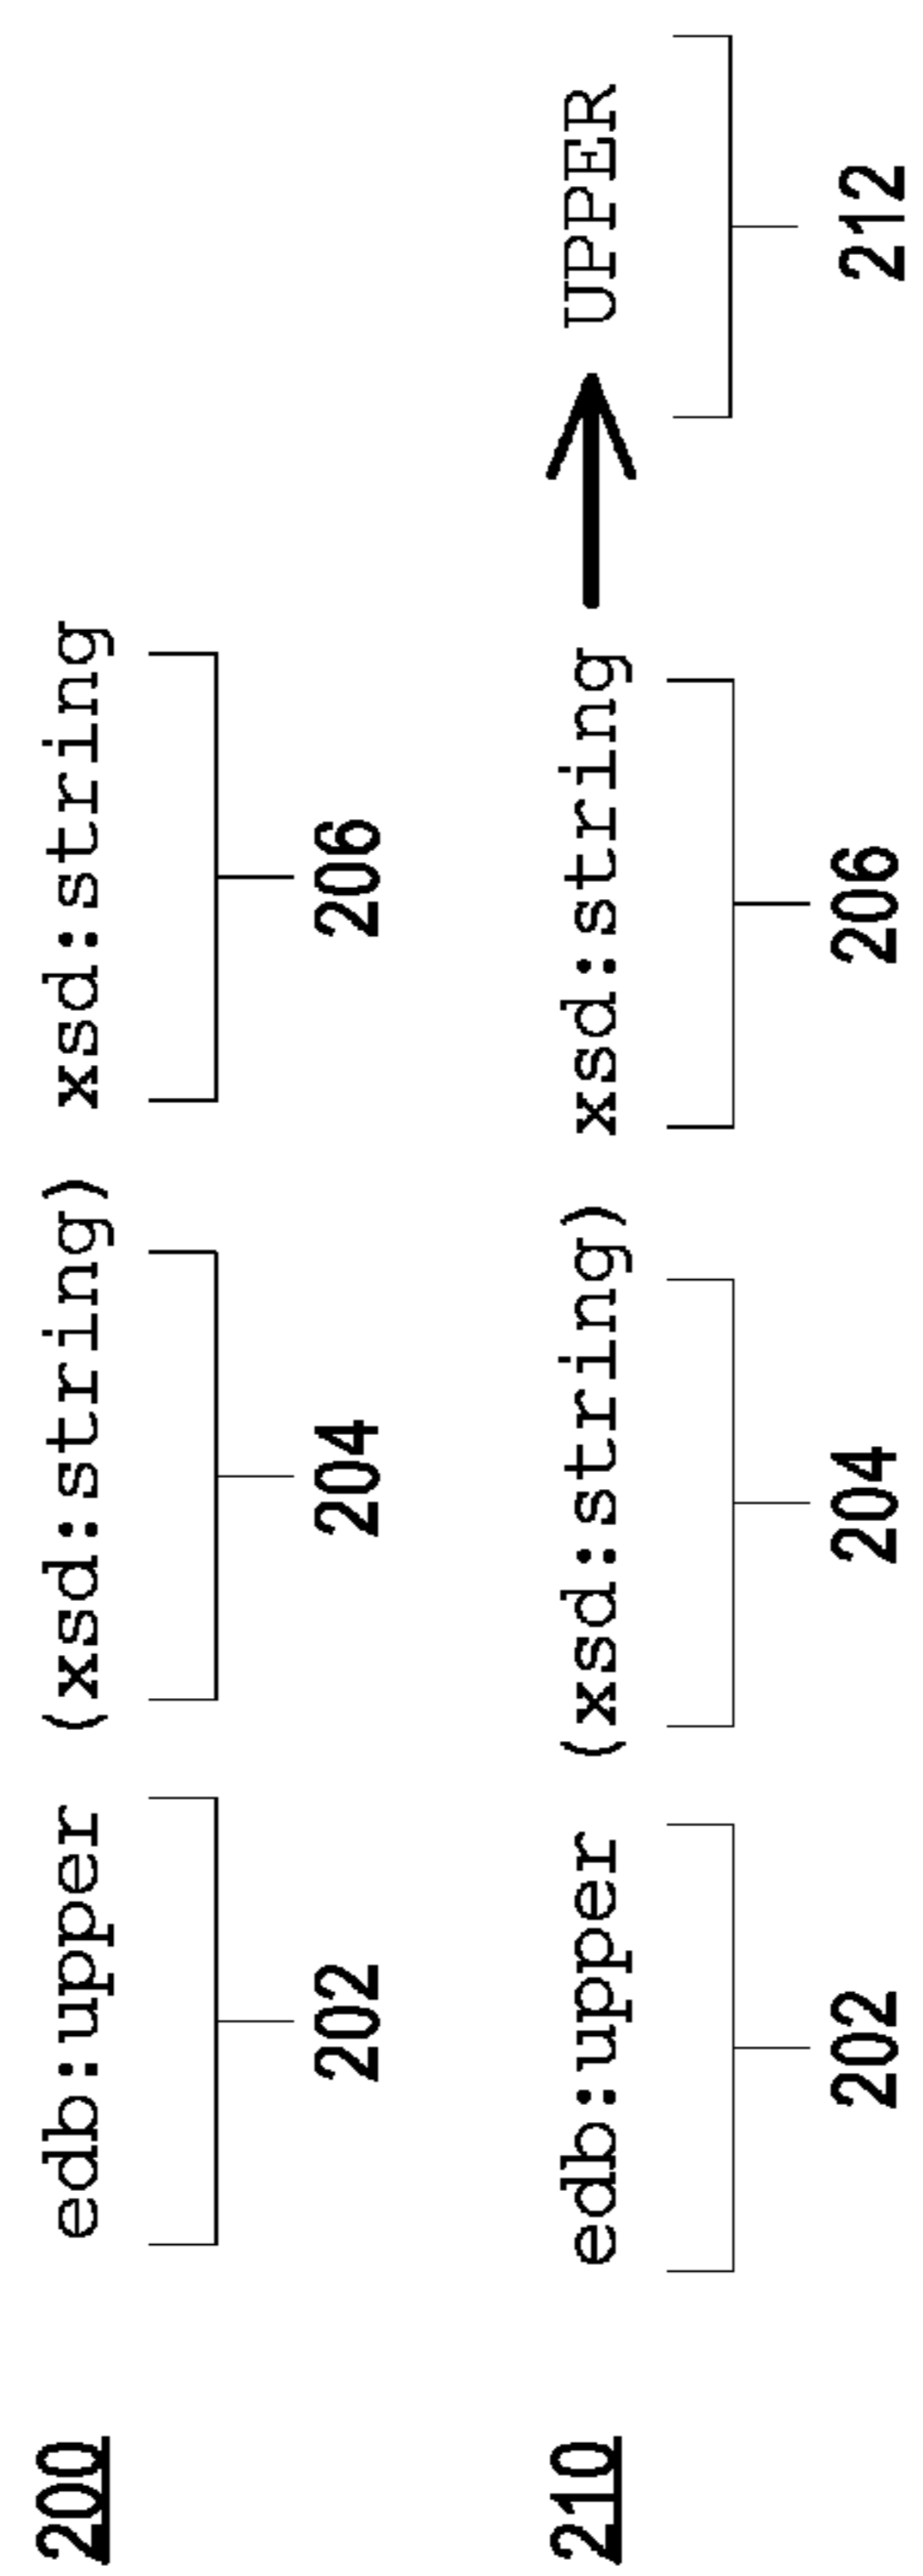 200 edb:upper (xsd:string) xsd:string
202 204 206
210 edb:upper (xsd:string) xsd:string UPPER
202 204 206 212